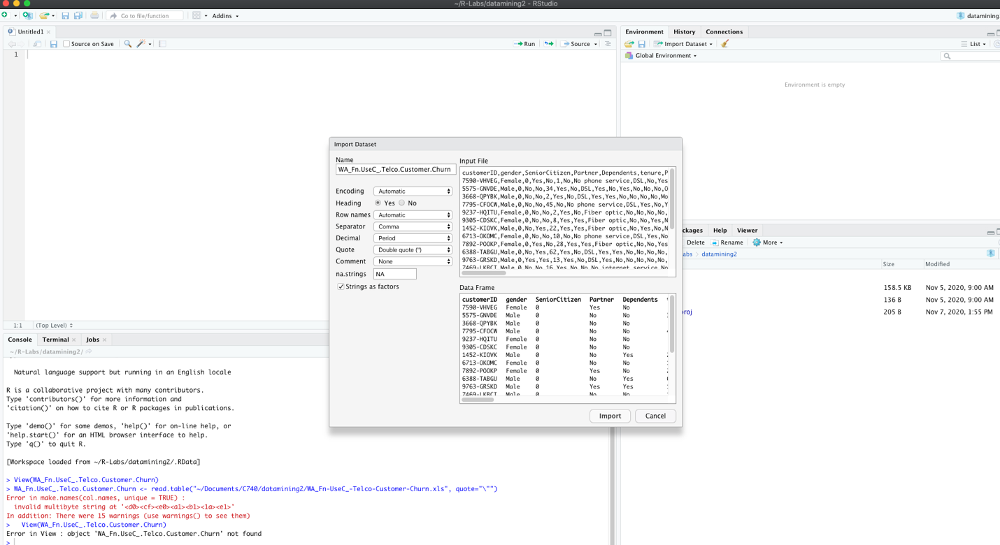 ~/R-Labs/datamining2 - RStudio
Go to file/function
Addins
datamining
Untitled1
Source on Save
Run
Source
1
1:1
(Top Level)
Environment
History
Connections
Import Dataset
List
Global Environment
Environment is empty
Import Dataset
Name
WA_Fn.UseC_.Telco.Customer.Churn
Encoding
Automatic
Heading
Yes
No
Row names
Automatic
Separator
Comma
Decimal
Period
Quote
Double quote (")
Comment
None
na.strings
NA
Strings as factors
Input File
customerID,gender,SeniorCitizen,Partner,Dependents,tenure,P
7590-VHVEG,Female,0,Yes,No,1,No,No phone service,DSL,No,Yes
5575-GNVDE,Male,0,No,No,34,Yes,No,DSL,Yes,No,Yes,No,No,No,O
3668-QPYBK,Male,0,No,No,2,Yes,No,DSL,Yes,Yes,No,No,No,No,Mo
7795-CFOCW,Male,0,No,No,45,No,No phone service,DSL,Yes,No,Y
9237-HQITU,Female,0,No,No,2,Yes,No,Fiber optic,No,No,No,No,
9305-CDSKC,Female,0,No,No,8,Yes,Yes,Fiber optic,No,No,Yes,N
1452-KIOVK,Male,0,No,Yes,22,Yes,Yes,Fiber optic,No,Yes,No,N
6713-OKOMC,Female,0,No,No,10,No,No phone service,DSL,Yes,No
7892-POOKP,Female,0,Yes,No,28,Yes,Yes,Fiber optic,No,No,Yes
6388-TABGU,Male,0,No,Yes,62,Yes,No,DSL,Yes,Yes,No,No,No,No,
9763-GRSKD,Male,0,Yes,Yes,13,Yes,No,DSL,Yes,No,No,No,No,No,
7469-LKBCT,Male,0,No,No,16,Yes,No,No,No internet service,No
Data Frame
customerID gender SeniorCitizen Partner Dependents
7590-VHVEG Female 0 Yes No
5575-GNVDE Male 0 No No
3668-QPYBK Male 0 No No
7795-CFOCW Male 0 No No
9237-HQITU Female 0 No No
9305-CDSKC Female 0 No No
1452-KIOVK Male 0 No Yes
6713-OKOMC Female 0 No No
7892-POOKP Female 0 Yes No
6388-TABGU Male 0 No Yes
9763-GRSKD Male 0 Yes Yes
7469-LKBCT Male 0 No No
Import
Cancel
ckages
Help
Viewer
Delete
Rename
More
abs
datamining2
Size
Modified
158.5 KB Nov 5, 2020, 9:00 AM
136 B Nov 5, 2020, 9:00 AM
proj 205 B Nov 7, 2020, 1:55 PM
Console
Terminal
Jobs
~/R-Labs/datamining2/
Natural language support but running in an English locale
R is a collaborative project with many contributors.
Type 'contributors()' for more information and
'citation()' on how to cite R or R packages in publications.
Type 'demo()' for some demos, 'help()' for on-line help, or
'help.start()' for an HTML browser interface to help.
Type 'q()' to quit R.
[Workspace loaded from ~/R-Labs/datamining2/.RData]
> View(WA_Fn.UseC_.Telco.Customer.Churn)
> WA_Fn.UseC_.Telco.Customer.Churn <- read.table("~/Documents/C740/datamining2/WA_Fn-UseC_-Telco-Customer-Churn.xls", quote="\"")
Error in make.names(col.names, unique = TRUE) :
invalid multibyte string at '<d0><cf><e0><a1><b1><1a><e1>'
In addition: There were 15 warnings (use warnings() to see them)
> View(WA_Fn.UseC_.Telco.Customer.Churn)
Error in View : object 'WA_Fn.UseC_.Telco.Customer.Churn' not found
>